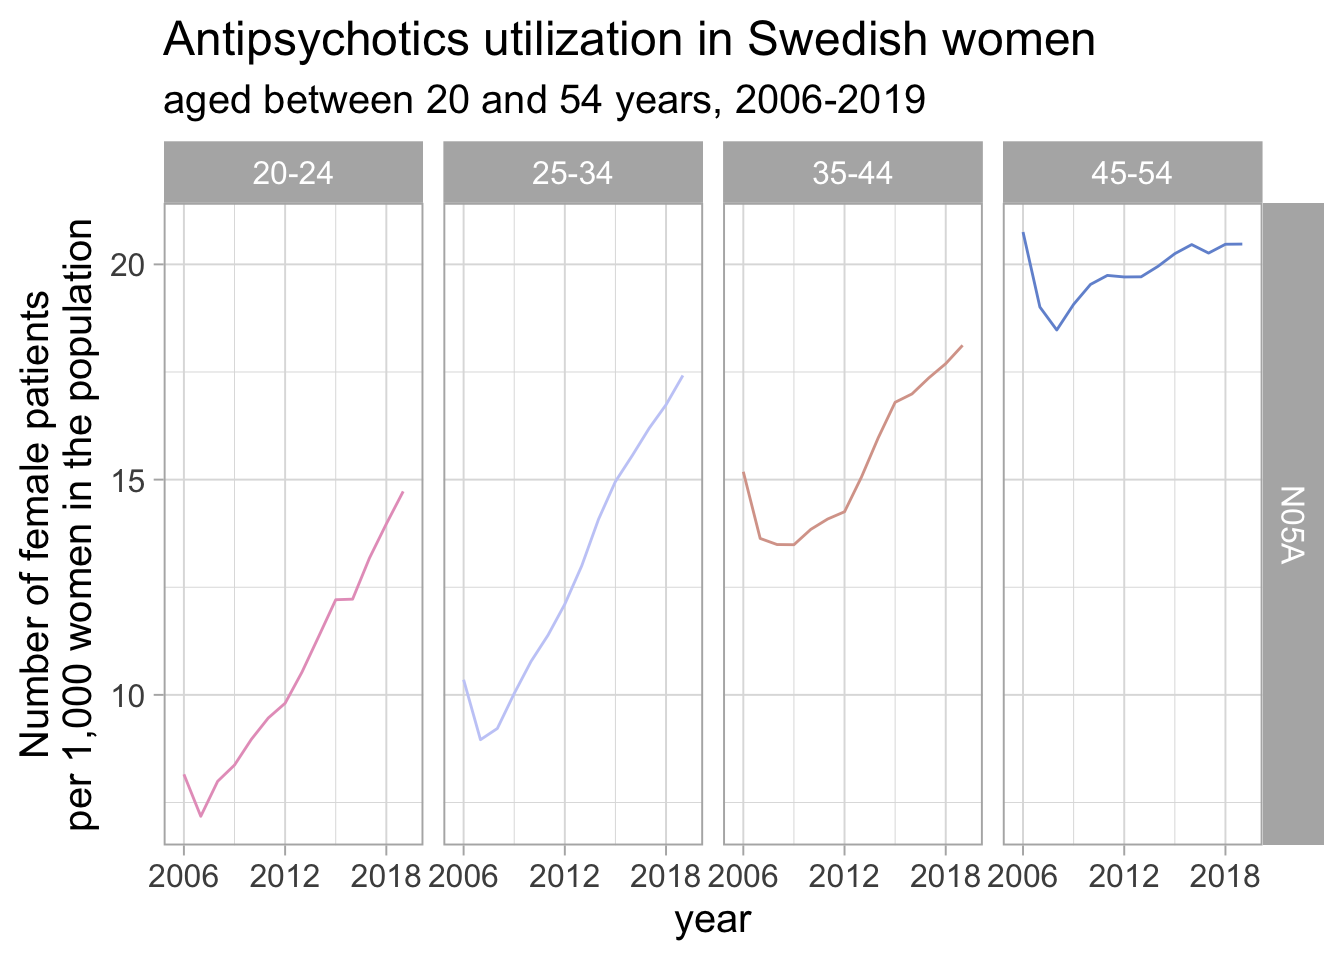 Antipsychotics utilization in Swedish women
aged between 20 and 54 years, 2006-2019
20-24
25-34
35-44
45-54
Number of female patients
per 1,000 women in the population
20
15
10
N05A
2006 2012 2018 2006 2012 2018 2006 2012 2018 2006 2012 2018
year